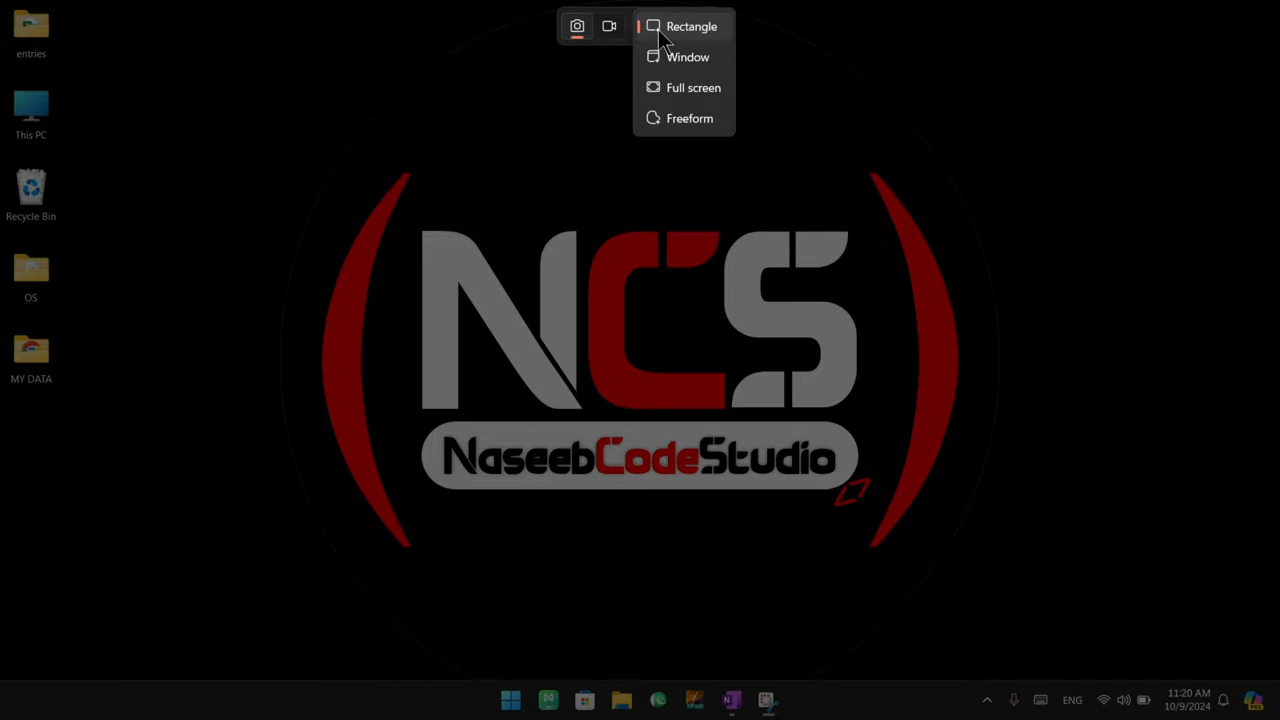 entries
This PC
Recycle Bin
OS
MY DATA
Rectangle
Window
Full screen
Freeform
NCS
NaseebCodeStudio
ENG
11:20 AM
10/9/2024